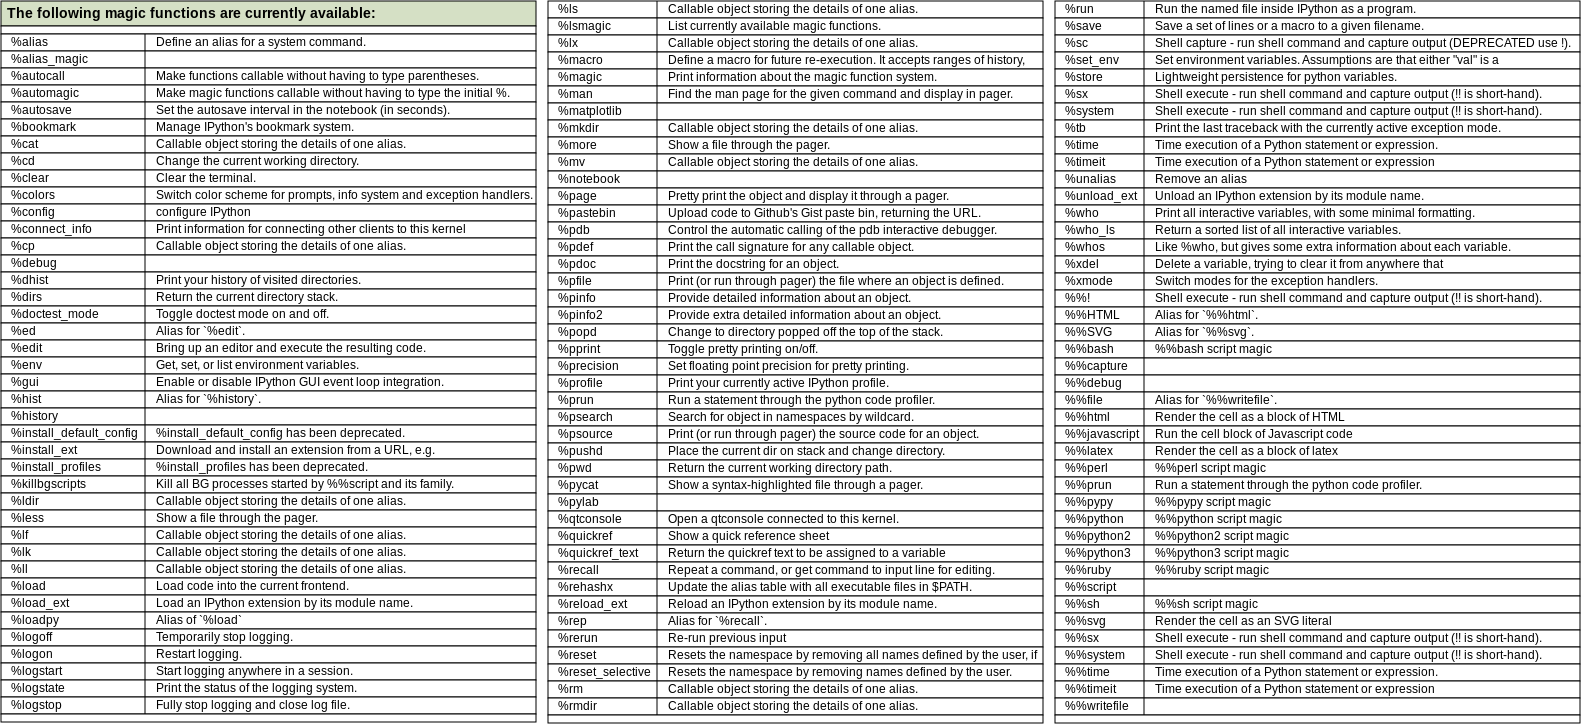 The following magic functions are currently available:
%alias Define an alias for a system command.
%alias_magic
%autocall Make functions callable without having to type parentheses.
%automagic Make magic functions callable without having to type the initial %.
%autosave Set the autosave interval in the notebook (in seconds).
%bookmark Manage IPython's bookmark system.
%cat Callable object storing the details of one alias.
%cd Change the current working directory.
%clear Clear the terminal.
%colors Switch color scheme for prompts, info system and exception handlers.
%config configure IPython
%connect_info Print information for connecting other clients to this kernel
%cp Callable object storing the details of one alias.
%debug
%dhist Print your history of visited directories.
%dirs Return the current directory stack.
%doctest_mode Toggle doctest mode on and off.
%ed Alias for `%edit`.
%edit Bring up an editor and execute the resulting code.
%env Get, set, or list environment variables.
%gui Enable or disable IPython GUI event loop integration.
%hist Alias for `%history`.
%history
%install_default_config %install_default_config has been deprecated.
%install_ext Download and install an extension from a URL, e.g.
%install_profiles %install_profiles has been deprecated.
%killbgscripts Kill all BG processes started by %%script and its family.
%ldir Callable object storing the details of one alias.
%less Show a file through the pager.
%lf Callable object storing the details of one alias.
%lk Callable object storing the details of one alias.
%ll Callable object storing the details of one alias.
%load Load code into the current frontend.
%load_ext Load an IPython extension by its module name.
%loadpy Alias of `%load`
%logoff Temporarily stop logging.
%logon Restart logging.
%logstart Start logging anywhere in a session.
%logstate Print the status of the logging system.
%logstop Fully stop logging and close log file.
%ls Callable object storing the details of one alias.
%lsmagic List currently available magic functions.
%lx Callable object storing the details of one alias.
%macro Define a macro for future re-execution. It accepts ranges of history,
%magic Print information about the magic function system.
%man Find the man page for the given command and display in pager.
%matplotlib
%mkdir Callable object storing the details of one alias.
%more Show a file through the pager.
%mv Callable object storing the details of one alias.
%notebook
%page Pretty print the object and display it through a pager.
%pastebin Upload code to Github's Gist paste bin, returning the URL.
%pdb Control the automatic calling of the pdb interactive debugger.
%pdef Print the call signature for any callable object.
%pdoc Print the docstring for an object.
%pfile Print (or run through pager) the file where an object is defined.
%pinfo Provide detailed information about an object.
%pinfo2 Provide extra detailed information about an object.
%popd Change to directory popped off the top of the stack.
%pprint Toggle pretty printing on/off.
%precision Set floating point precision for pretty printing.
%profile Print your currently active IPython profile.
%prun Run a statement through the python code profiler.
%psearch Search for object in namespaces by wildcard.
%psource Print (or run through pager) the source code for an object.
%pushd Place the current dir on stack and change directory.
%pwd Return the current working directory path.
%pycat Show a syntax-highlighted file through a pager.
%pylab
%qtconsole Open a qtconsole connected to this kernel.
%quickref Show a quick reference sheet
%quickref_text Return the quickref text to be assigned to a variable
%recall Repeat a command, or get command to input line for editing.
%rehashx Update the alias table with all executable files in $PATH.
%reload_ext Reload an IPython extension by its module name.
%rep Alias for `%recall`.
%rerun Re-run previous input
%reset Resets the namespace by removing all names defined by the user, if
%reset_selective Resets the namespace by removing names defined by the user.
%rm Callable object storing the details of one alias.
%rmdir Callable object storing the details of one alias.
%run Run the named file inside IPython as a program.
%save Save a set of lines or a macro to a given filename.
%sc Shell capture - run shell command and capture output (DEPRECATED use !).
%set_env Set environment variables. Assumptions are that either "val" is a
%store Lightweight persistence for python variables.
%sx Shell execute - run shell command and capture output (!! is short-hand).
%system Shell execute - run shell command and capture output (!! is short-hand).
%tb Print the last traceback with the currently active exception mode.
%time Time execution of a Python statement or expression.
%timeit Time execution of a Python statement or expression
%unalias Remove an alias
%unload_ext Unload an IPython extension by its module name.
%who Print all interactive variables, with some minimal formatting.
%who_ls Return a sorted list of all interactive variables.
%whos Like %who, but gives some extra information about each variable.
%xdel Delete a variable, trying to clear it from anywhere that
%xmode Switch modes for the exception handlers.
%%! Shell execute - run shell command and capture output (!! is short-hand).
%%HTML Alias for `%%html`.
%%SVG Alias for `%%svg`.
%%bash %%bash script magic
%%capture
%%debug
%%file Alias for `%%writefile`.
%%html Render the cell as a block of HTML
%%javascript Run the cell block of Javascript code
%%latex Render the cell as a block of latex
%%perl %%perl script magic
%%prun Run a statement through the python code profiler.
%%pypy %%pypy script magic
%%python %%python script magic
%%python2 %%python2 script magic
%%python3 %%python3 script magic
%%ruby %%ruby script magic
%%script
%%sh %%sh script magic
%%svg Render the cell as an SVG literal
%%sx Shell execute - run shell command and capture output (!! is short-hand).
%%system Shell execute - run shell command and capture output (!! is short-hand).
%%time Time execution of a Python statement or expression.
%%timeit Time execution of a Python statement or expression
%%writefile